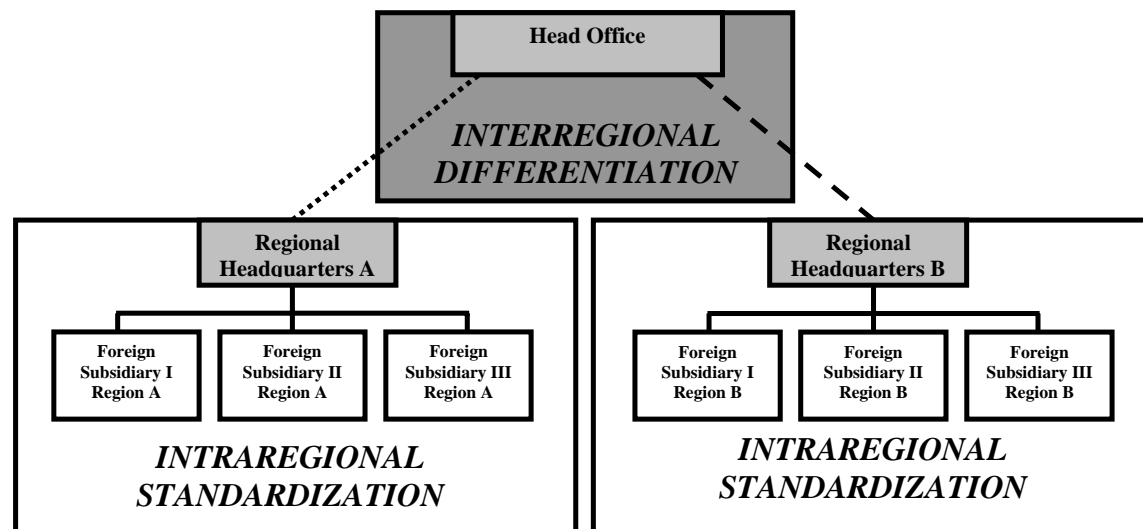 Head Office
INTERREGIONAL
DIFFERENTIATION
Regional
Headquarters A
Foreign
Subsidiary I
Region A
Foreign
Subsidiary II
Region A
Foreign
Subsidiary III
Region A
INTRAREGIONAL
STANDARDIZATION
Regional
Headquarters B
Foreign
Subsidiary I
Region B
Foreign
Subsidiary II
Region B
Foreign
Subsidiary III
Region B
INTRAREGIONAL
STANDARDIZATION